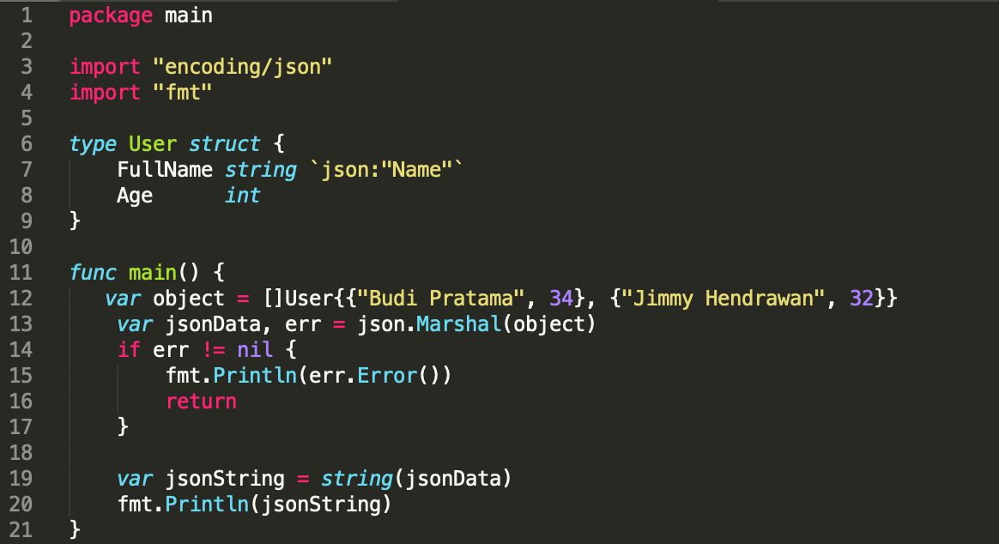 1 package main
2
3 import "encoding/json"
4 import "fmt"
5
6 type User struct {
7     FullName string `json:"Name"`
8     Age      int
9 }
10
11 func main() {
12    var object = []User{{"Budi Pratama", 34}, {"Jimmy Hendrawan", 32}}
13     var jsonData, err = json.Marshal(object)
14     if err != nil {
15         fmt.Println(err.Error())
16         return
17     }
18
19     var jsonString = string(jsonData)
20     fmt.Println(jsonString)
21 }